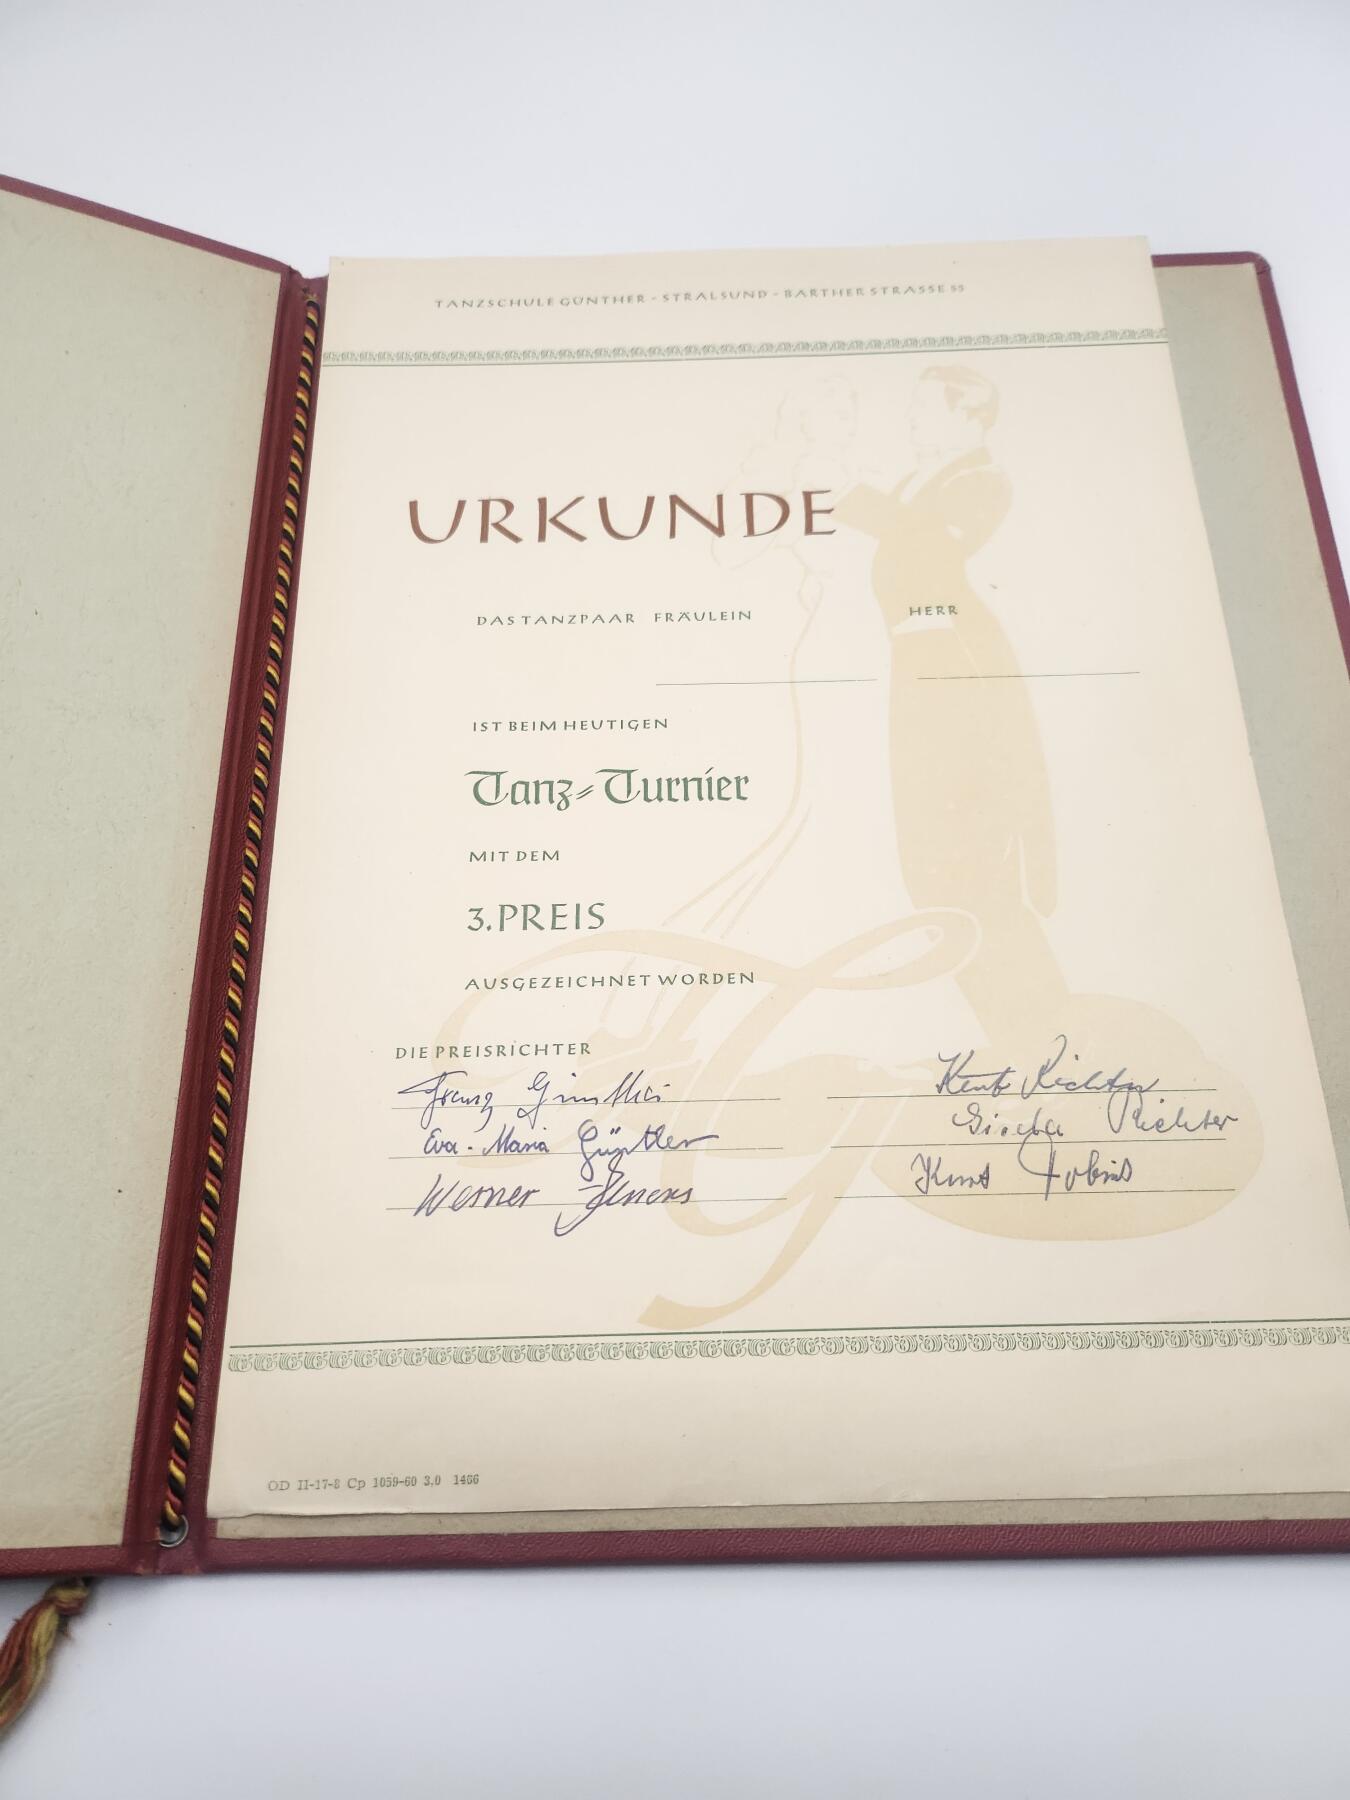 TANZSCHULE GÜNTHER - STRALSUND - BARTHER STRASSE 55
URKUNDE
DAS TANZPAAR FRÄULEIN HERR
IST BEIM HEUTIGEN
Tanz-Turnier
MIT DEM
3. PREIS
AUSGEZEICHNET WORDEN
DIE PREISRICHTER
Richter
Eva-Maria Günther Richter
Werner Kurt Tobias
OD II-17-8 Cp 1059-60 3,0 1466